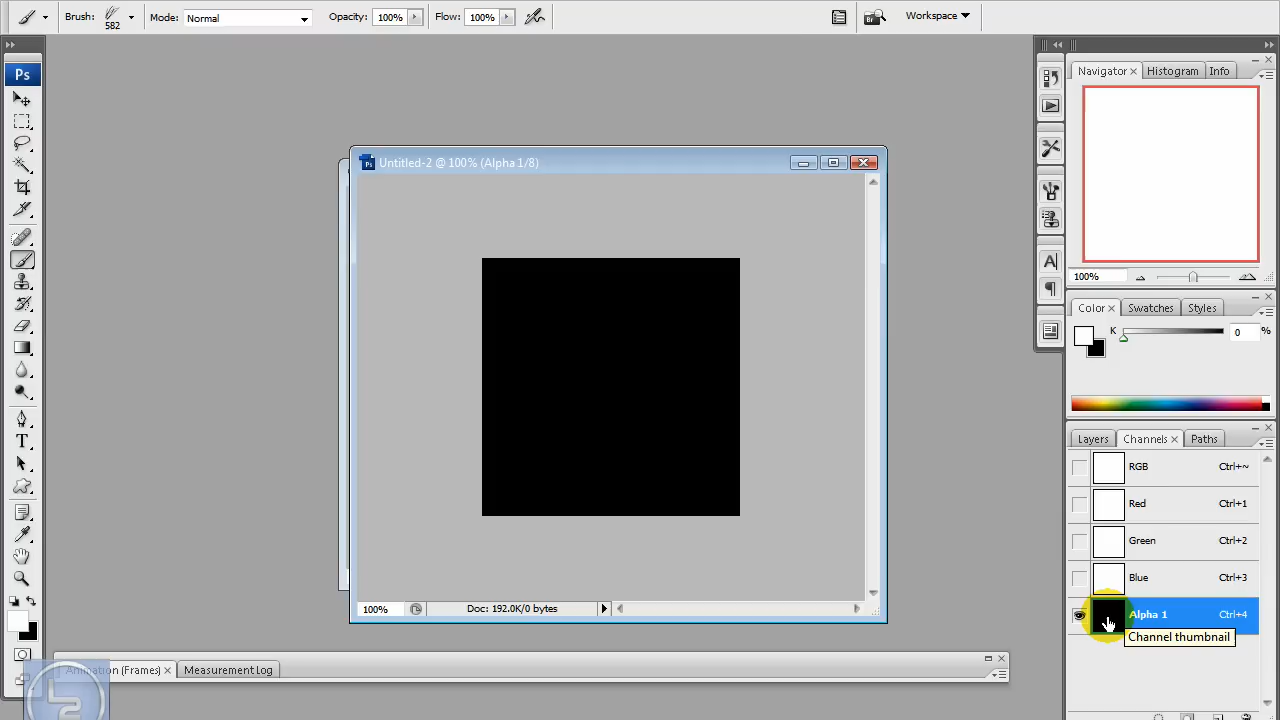 Brush: 582 Mode: Normal Opacity: 100% Flow: 100% Workspace
Ps
Navigator Histogram Info
Untitled-2 @ 100% (Alpha 1/8)
100%
Color Swatches Styles
K 0 %
Layers Channels Paths
RGB Ctrl+~
Red Ctrl+1
Green Ctrl+2
Blue Ctrl+3
Alpha 1 Ctrl+4
Channel thumbnail
100% Doc: 192.0K/0 bytes
Animation (Frames) Measurement Log